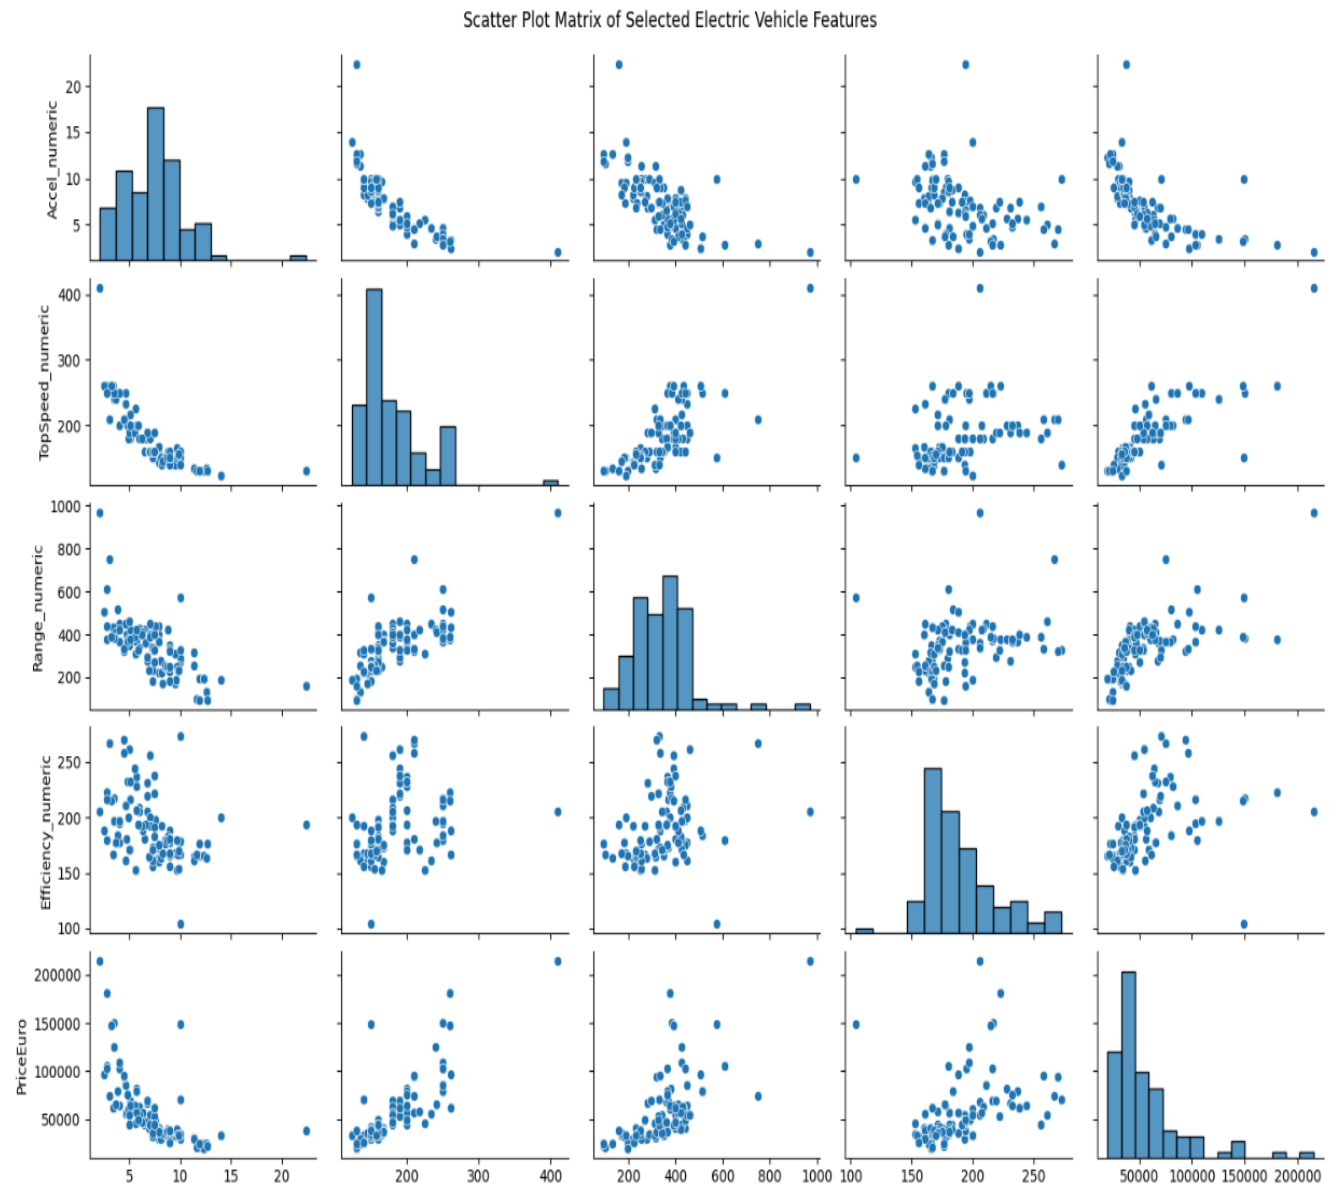 Scatter Plot Matrix of Selected Electric Vehicle Features
Accel_numeric
20
15
10
5
TopSpeed_numeric
400
300
200
Range_numeric
1000
800
600
400
200
Efficiency_numeric
250
200
150
100
PriceEuro
200000
150000
100000
50000
5 10 15 20
200 300 400
200 400 600 800 1000
100 150 200 250
50000 100000 150000 200000